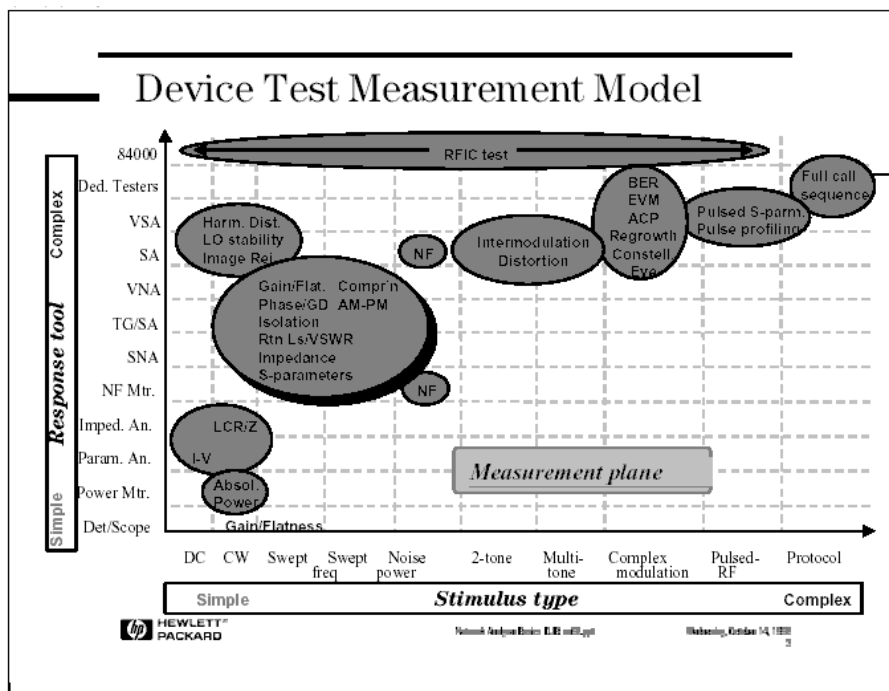 Device Test Measurement Model
84000
Ded. Testers
VSA
SA
VNA
TG/SA
SNA
NF Mtr.
Imped. An.
Param. An.
Power Mtr.
Det/Scope
Complex
Response tool
Simple
RFIC test
Full call
sequence
BER
EVM
ACP
Regrowth
Constell.
Eye
Pulsed S-parm.
Pulse profiling
Harm. Dist.
LO stability
Image Rej.
NF
Intermodulation
Distortion
Gain/Flat. Compr'n
Phase/GD AM-PM
Isolation
Rtn Ls/VSWR
Impedance
S-parameters
NF
LCR/Z
I-V
Absol.
Power
Gain/Flatness
Measurement plane
DC CW Swept Swept Noise 2-tone Multi- Complex Pulsed- Protocol
freq power tone modulation RF
Simple Stimulus type Complex
hp HEWLETT®
PACKARD
3